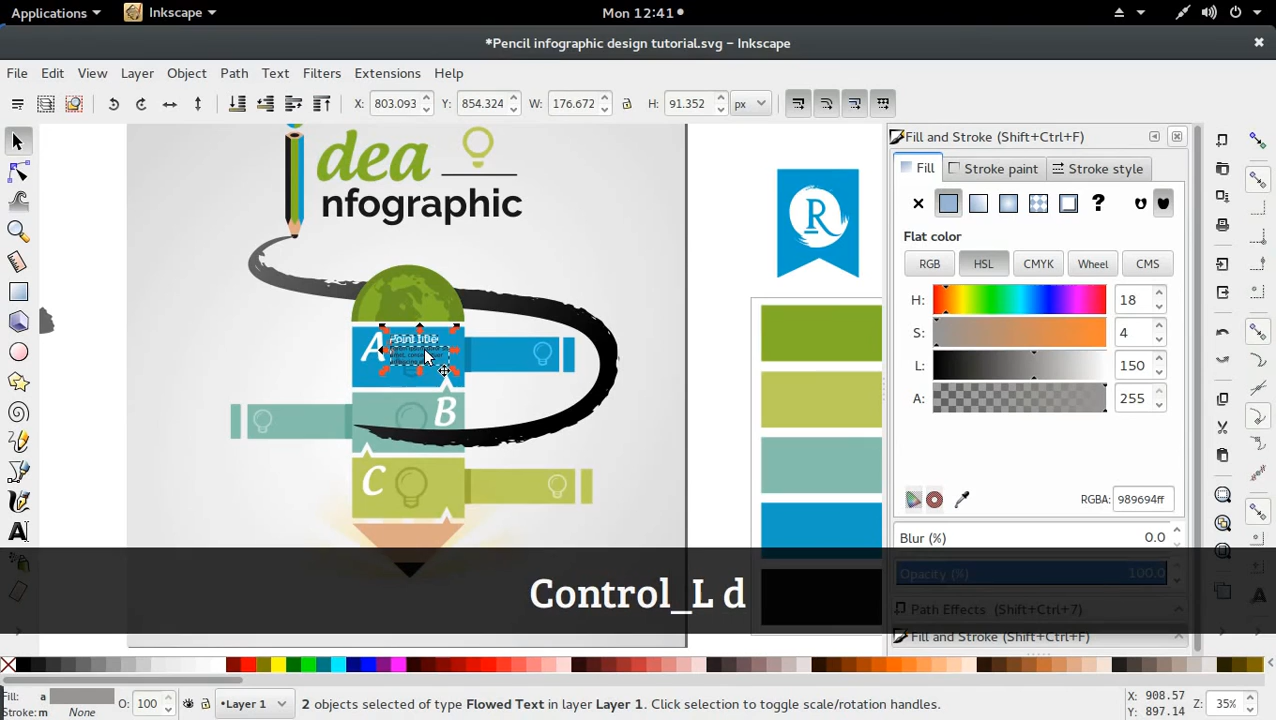 Applications
Inkscape
Mon 12:41
*Pencil infographic design tutorial.svg – Inkscape
File Edit View Layer Object Path Text Filters Extensions Help
X: 803.093 Y: 854.324 W: 176.672 H: 91.352 px
Fill and Stroke (Shift+Ctrl+F)
Fill Stroke paint Stroke style
?
Flat color
RGB HSL CMYK Wheel CMS
H: 18
S: 4
L: 150
A: 255
RGBA: 989694ff
Blur (%) 0.0
Opacity (%) 100.0
Path Effects (Shift+Ctrl+7)
Fill and Stroke (Shift+Ctrl+F)
dea
nfographic
R
A
Point Title
B
C
Control_L d
Fill: a
Stroke: m None
O: 100
•Layer 1
2 objects selected of type Flowed Text in layer Layer 1. Click selection to toggle scale/rotation handles.
X: 908.57
Y: 897.14
Z: 35%